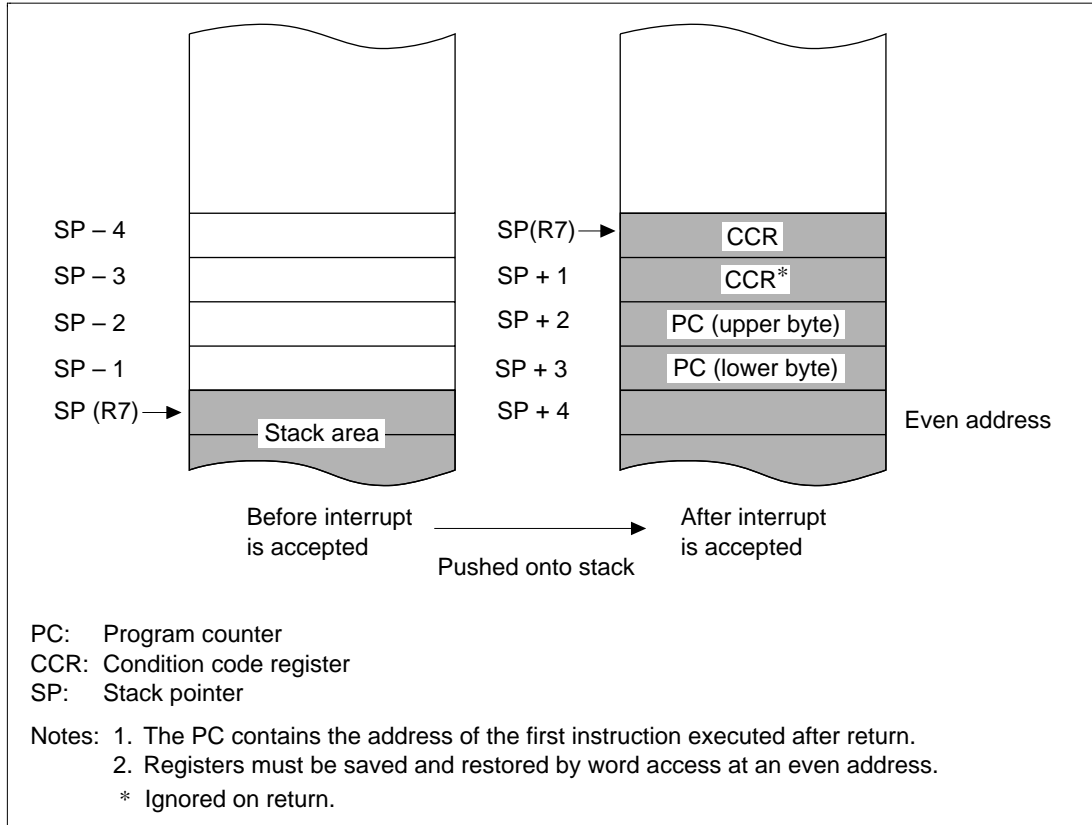 SP – 4
SP – 3
SP – 2
SP – 1
SP (R7)
Stack area
SP(R7)
SP + 1
SP + 2
SP + 3
SP + 4
CCR
CCR*
PC (upper byte)
PC (lower byte)
Even address
Before interrupt
is accepted
Pushed onto stack
After interrupt
is accepted
PC: Program counter
CCR: Condition code register
SP: Stack pointer
Notes: 1. The PC contains the address of the first instruction executed after return.
2. Registers must be saved and restored by word access at an even address.
* Ignored on return.